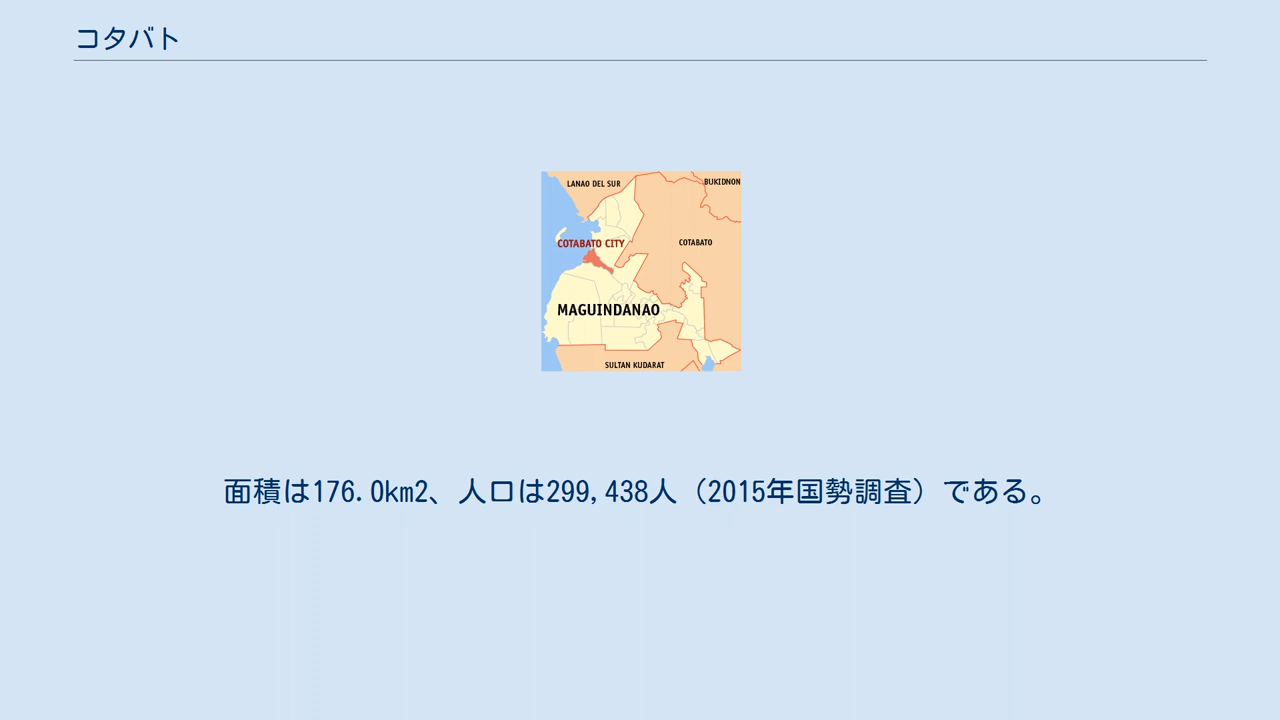 コタバト
LANAO DEL SUR
BUKIDNON
COTABATO CITY
COTABATO
MAGUINDANAO
SULTAN KUDARAT
面積は176.0km2、人口は299,438人（2015年国勢調査）である。